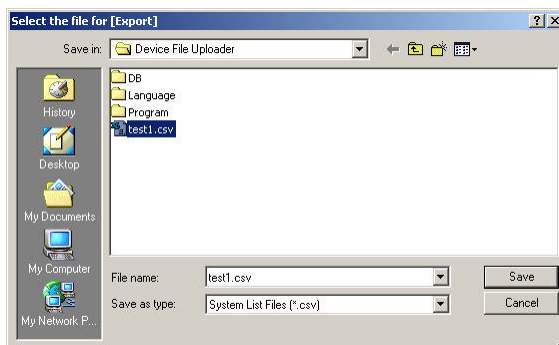 Select the file for [Export]
Save in: Device File Uploader
DB
Language
Program
test1.csv
History
Desktop
My Documents
My Computer
My Network P...
File name: test1.csv Save
Save as type: System List Files (*.csv) Cancel